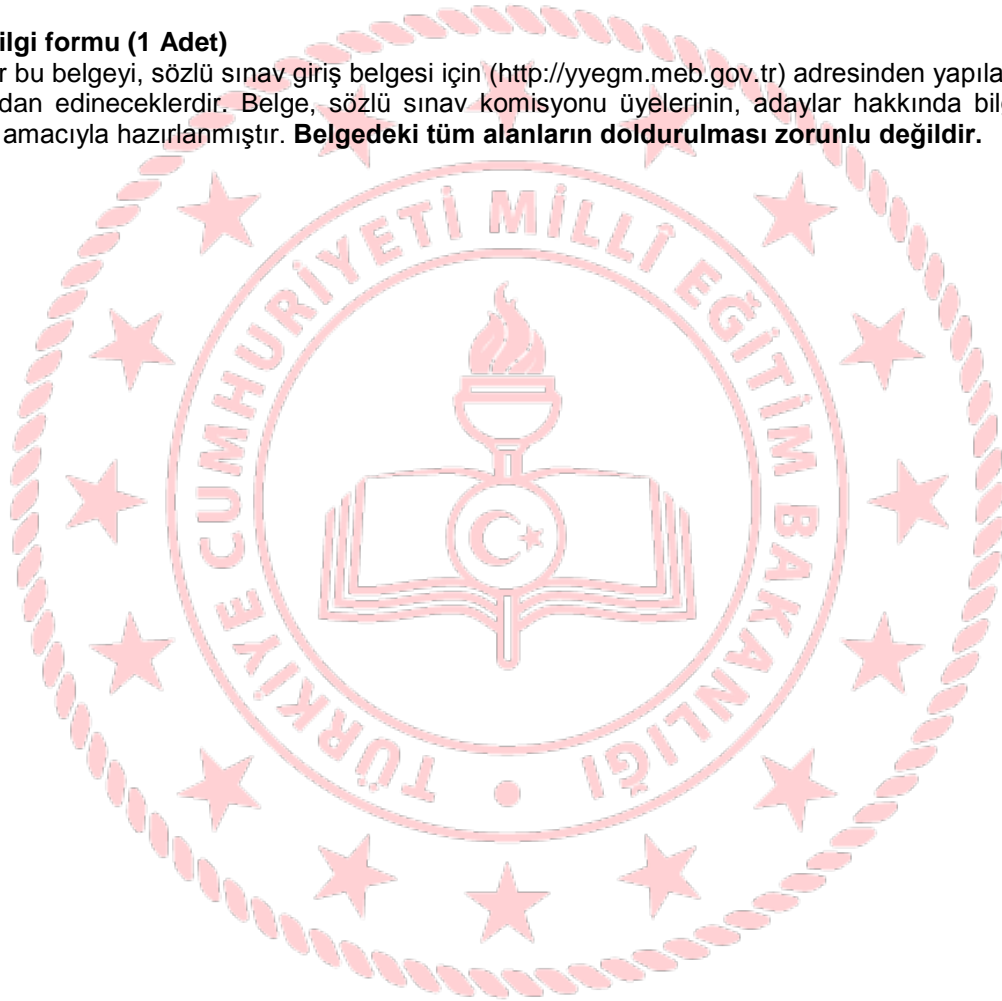 ilgi formu (1 Adet)
r bu belgeyi, sözlü sınav giriş belgesi için (http://yyegm.meb.gov.tr) adresinden yapıla
dan edineceklerdir. Belge, sözlü sınav komisyonu üyelerinin, adaylar hakkında bilg
amacıyla hazırlanmıştır. Belgedeki tüm alanların doldurulması zorunlu değildir.
TÜRKİYE CUMHURİYETİ MİLLÎ EĞİTİM BAKANLIĞI